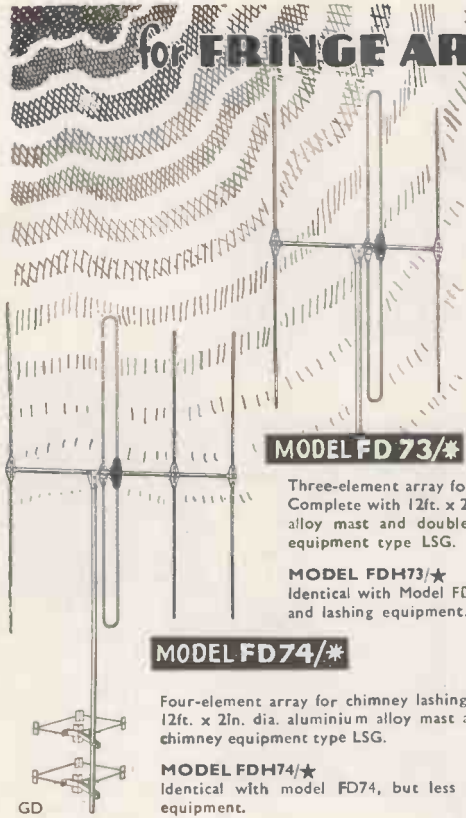 for FRINGE AR
MODEL FD 73/*
Three-element array fo
Complete with 12ft. x 2
alloy mast and double
equipment type LSG.
MODEL FDH73/★
Identical with Model FD
and lashing equipment.
MODEL FD74/*
Four-element array for chimney lashing
12ft. x 2in. dia. aluminium alloy mast a
chimney equipment type LSG.
MODEL FDH74/★
Identical with model FD74, but less
equipment.
GD